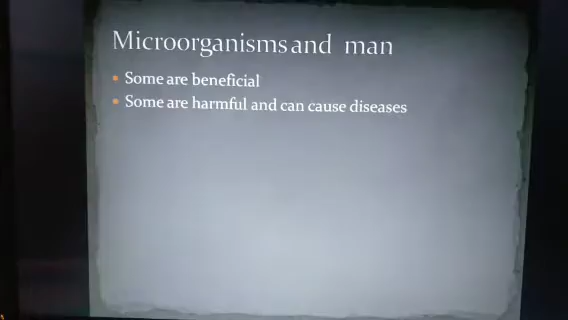 Microorganisms and man
Some are beneficial
Some are harmful and can cause diseases